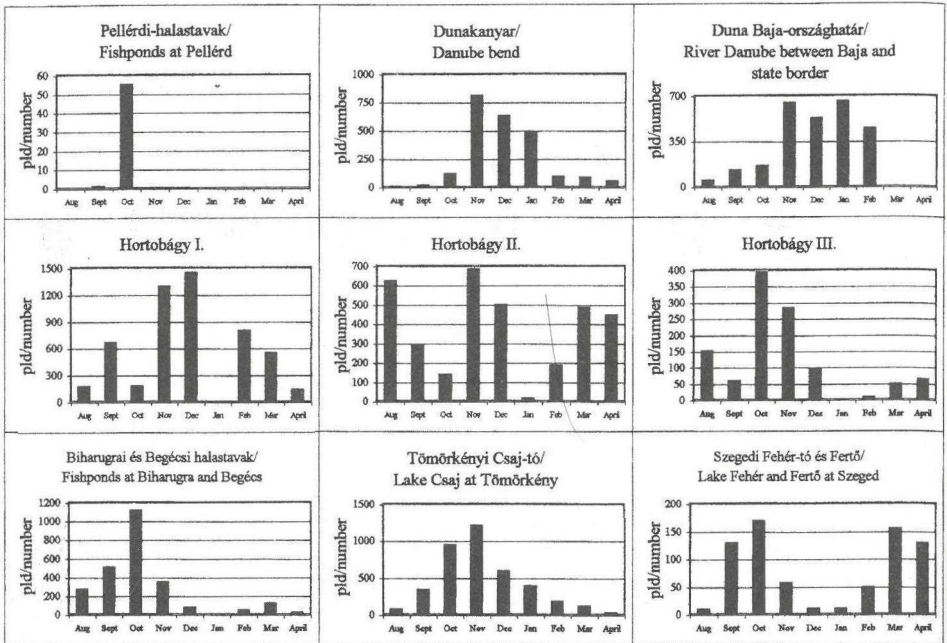 Pellérdi-halastavak/
Fishponds at Pellérd
pld/number
60
50
40
30
20
10
0
Aug Sept Oct Nov Dec Jan Feb Mar April
Dunakanyar/
Danube bend
pld/number
1000
750
500
250
0
Aug Sept Oct Nov Dec Jan Feb Mar April
Duna Baja-országhatár/
River Danube between Baja and
state border
pld/number
700
350
0
Aug Sept Oct Nov Dec Jan Feb Mar April
Hortobágy I.
pld/number
1500
1200
900
600
300
0
Aug Sept Oct Nov Dec Jan Feb Mar April
Hortobágy II.
pld/number
700
600
500
400
300
200
100
0
Aug Sept Oct Nov Dec Jan Feb Mar April
Hortobágy III.
pld/number
400
350
300
250
200
150
100
50
0
Aug Sept Oct Nov Dec Jan Feb Mar April
Biharugrai és Begécsi halastavak/
Fishponds at Biharugra and Begécs
pld/number
1200
1000
800
600
400
200
0
Aug Sept Oct Nov Dec Jan Feb Mar April
Tömörkényi Csaj-tó/
Lake Csaj at Tömörkény
pld/number
1500
1000
500
0
Aug Sept Oct Nov Dec Jan Feb Mar April
Szegedi Fehér-tó és Fertő/
Lake Fehér and Fertő at Szeged
pld/number
200
150
100
50
0
Aug Sept Oct Nov Dec Jan Feb Mar April